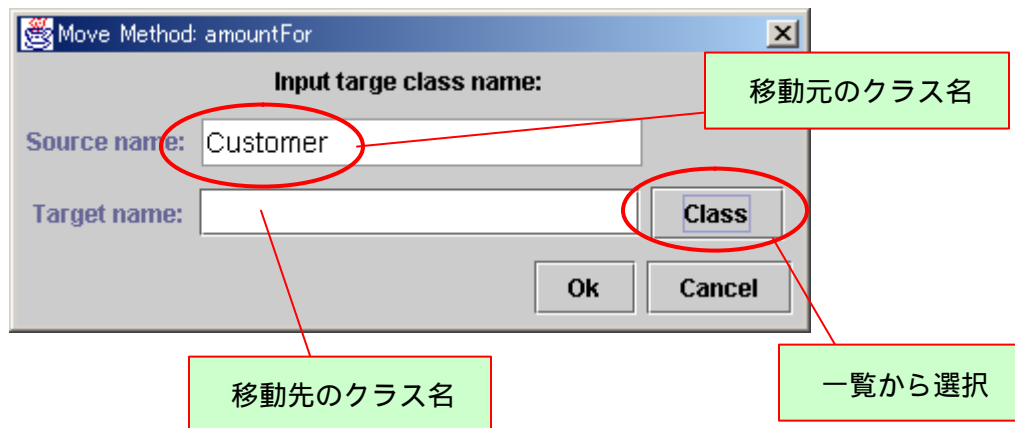 Move Method: amountFor
Input targe class name:
移動元のクラス名
Source name: Customer
Target name: Class
Ok Cancel
移動先のクラス名
一覧から選択